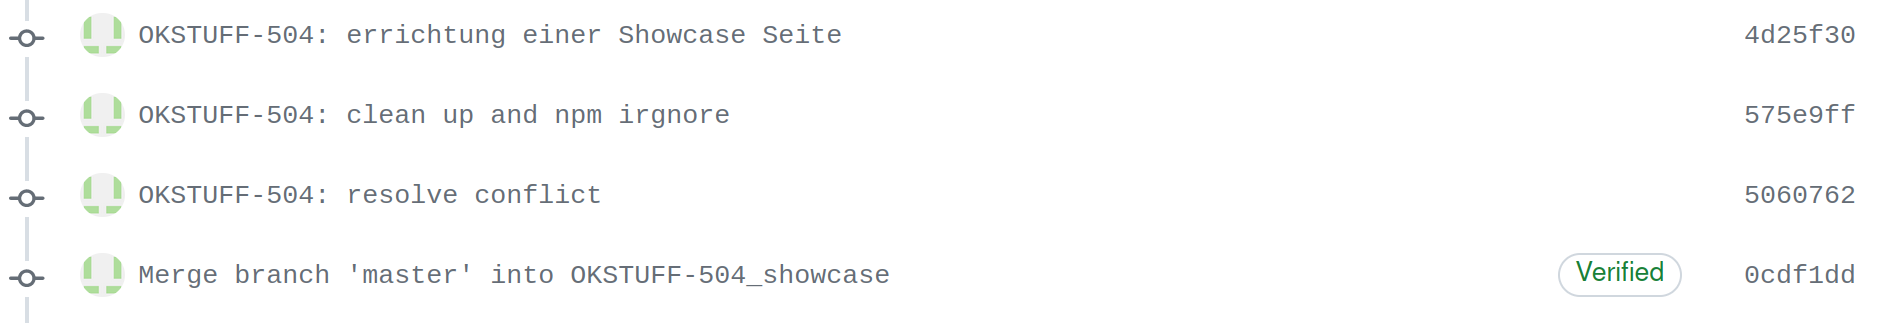 OKSTUFF-504: errichtung einer Showcase Seite 4d25f30
OKSTUFF-504: clean up and npm irgnore 575e9ff
OKSTUFF-504: resolve conflict 5060762
Merge branch 'master' into OKSTUFF-504_showcase Verified 0cdf1dd